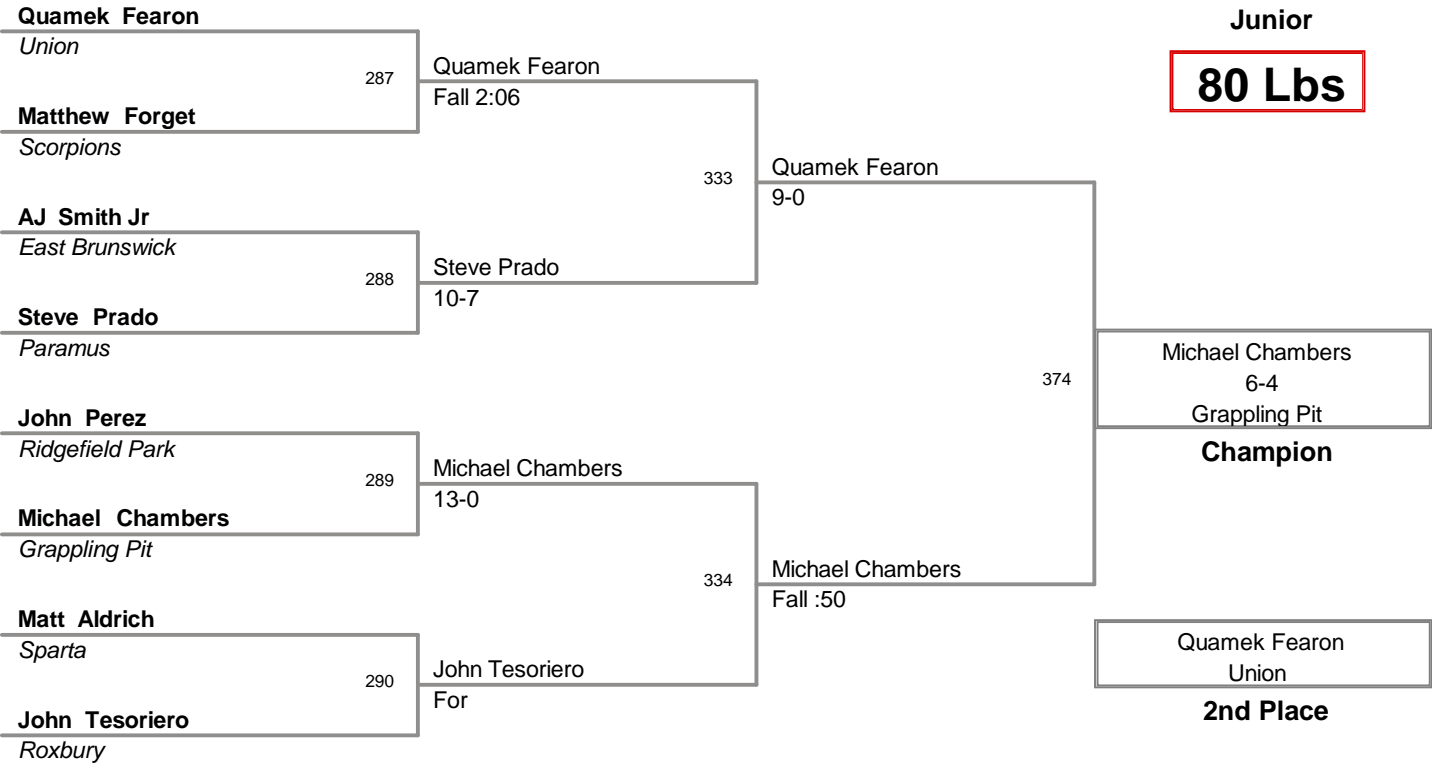 Quamek Fearon
Union
287
Matthew Forget
Scorpions
AJ Smith Jr
East Brunswick
288
Steve Prado
Paramus
John Perez
Ridgefield Park
289
Michael Chambers
Grappling Pit
Matt Aldrich
Sparta
290
John Tesoriero
Roxbury
Quamek Fearon
Fall 2:06
333
Steve Prado
10-7
Michael Chambers
13-0
334
John Tesoriero
For
Quamek Fearon
9-0
374
Michael Chambers
Fall :50
Junior
80 Lbs
Michael Chambers
6-4
Grappling Pit
Champion
Quamek Fearon
Union
2nd Place